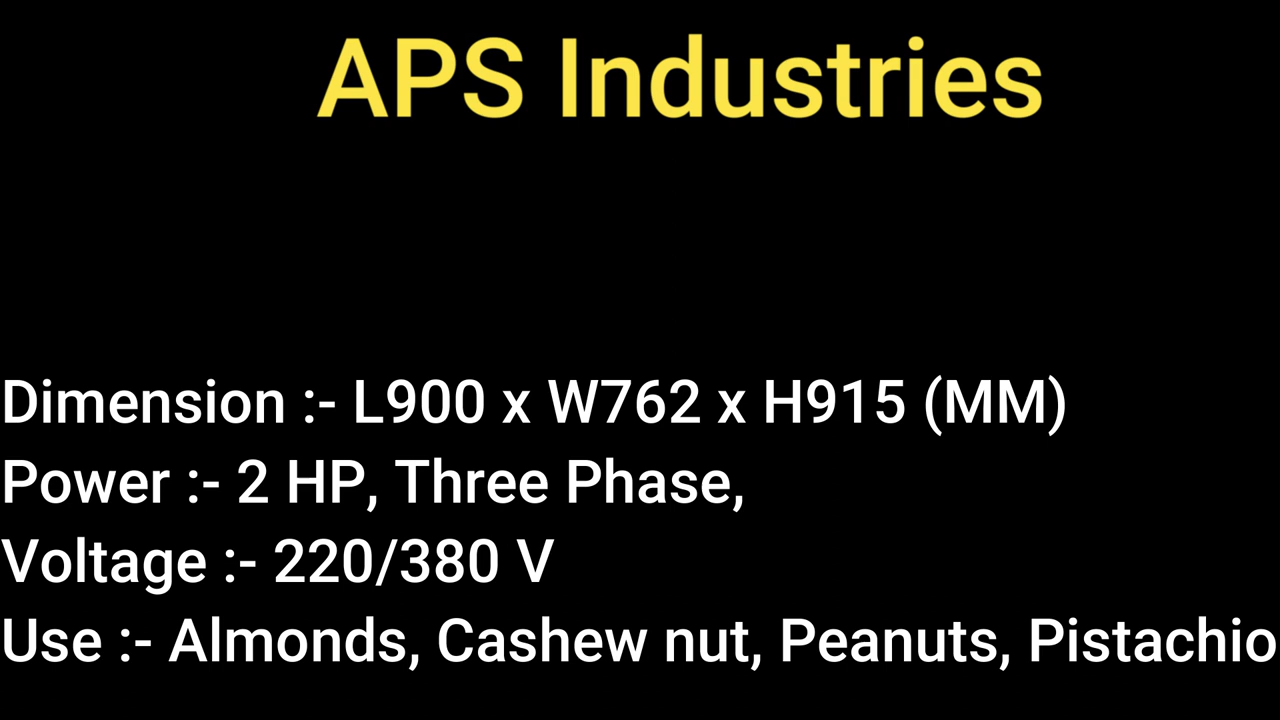 APS Industries
Dimension :- L900 x W762 x H915 (MM)
Power :- 2 HP, Three Phase,
Voltage :- 220/380 V
Use :- Almonds, Cashew nut, Peanuts, Pistachio